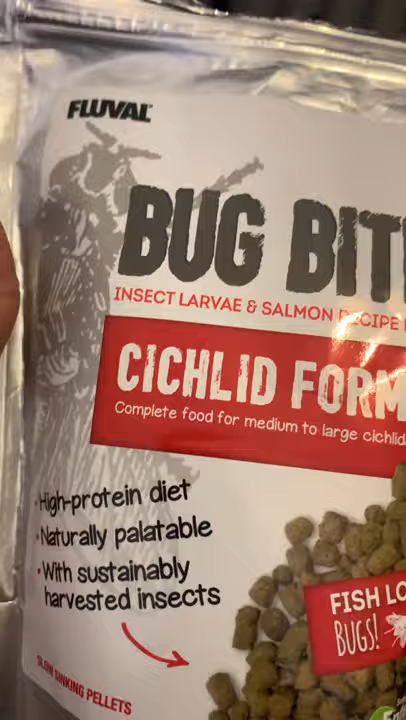 FLUVAL
BUG BIT
INSECT LARVAE & SALMON RECIPE
CICHLID FORM
Complete food for medium to large cichlid
• High-protein diet
• Naturally palatable
• With sustainably
harvested insects
FISH LO
BUGS!
SINKING PELLETS